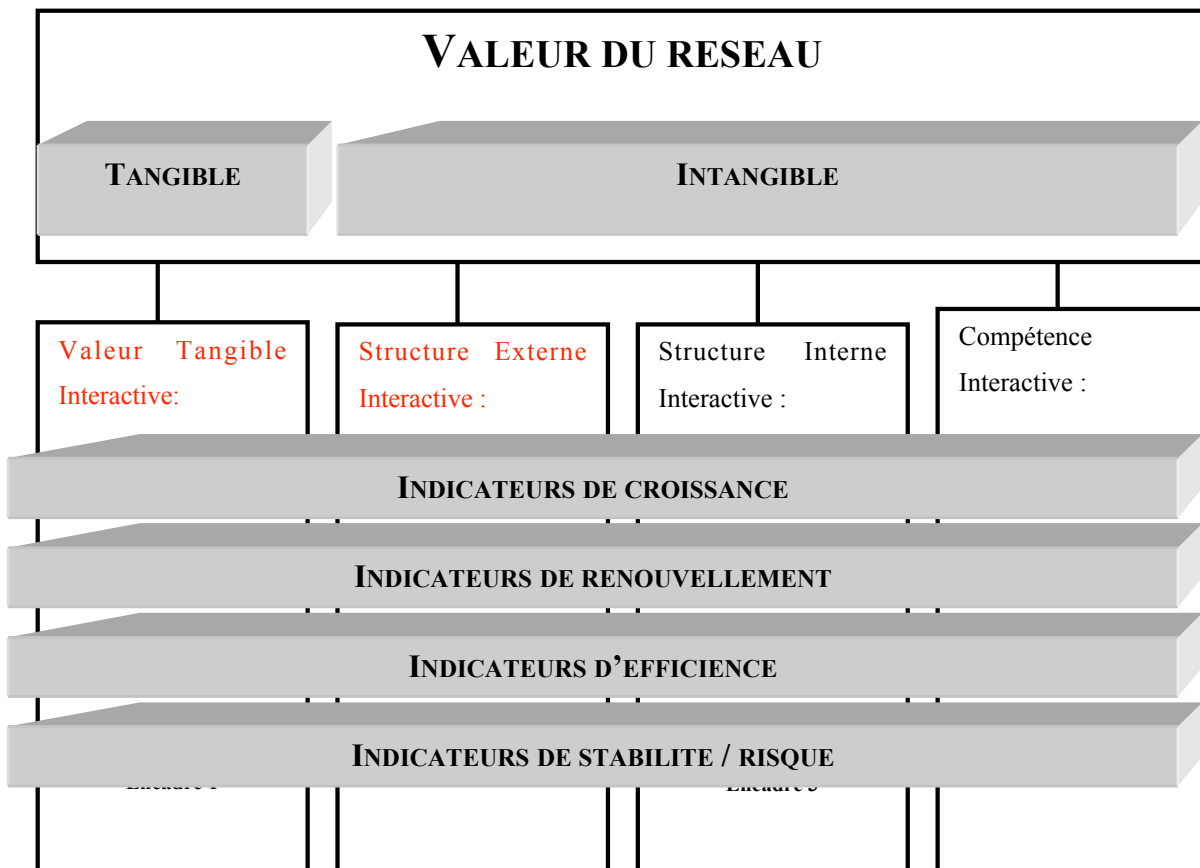 VALEUR DU RESEAU
TANGIBLE
INTANGIBLE
Valeur Tangible
Interactive:
Structure Externe
Interactive :
Structure Interne
Interactive :
Compétence
Interactive :
INDICATEURS DE CROISSANCE
INDICATEURS DE RENOUVELLEMENT
INDICATEURS D’EFFICIENCE
INDICATEURS DE STABILITE / RISQUE